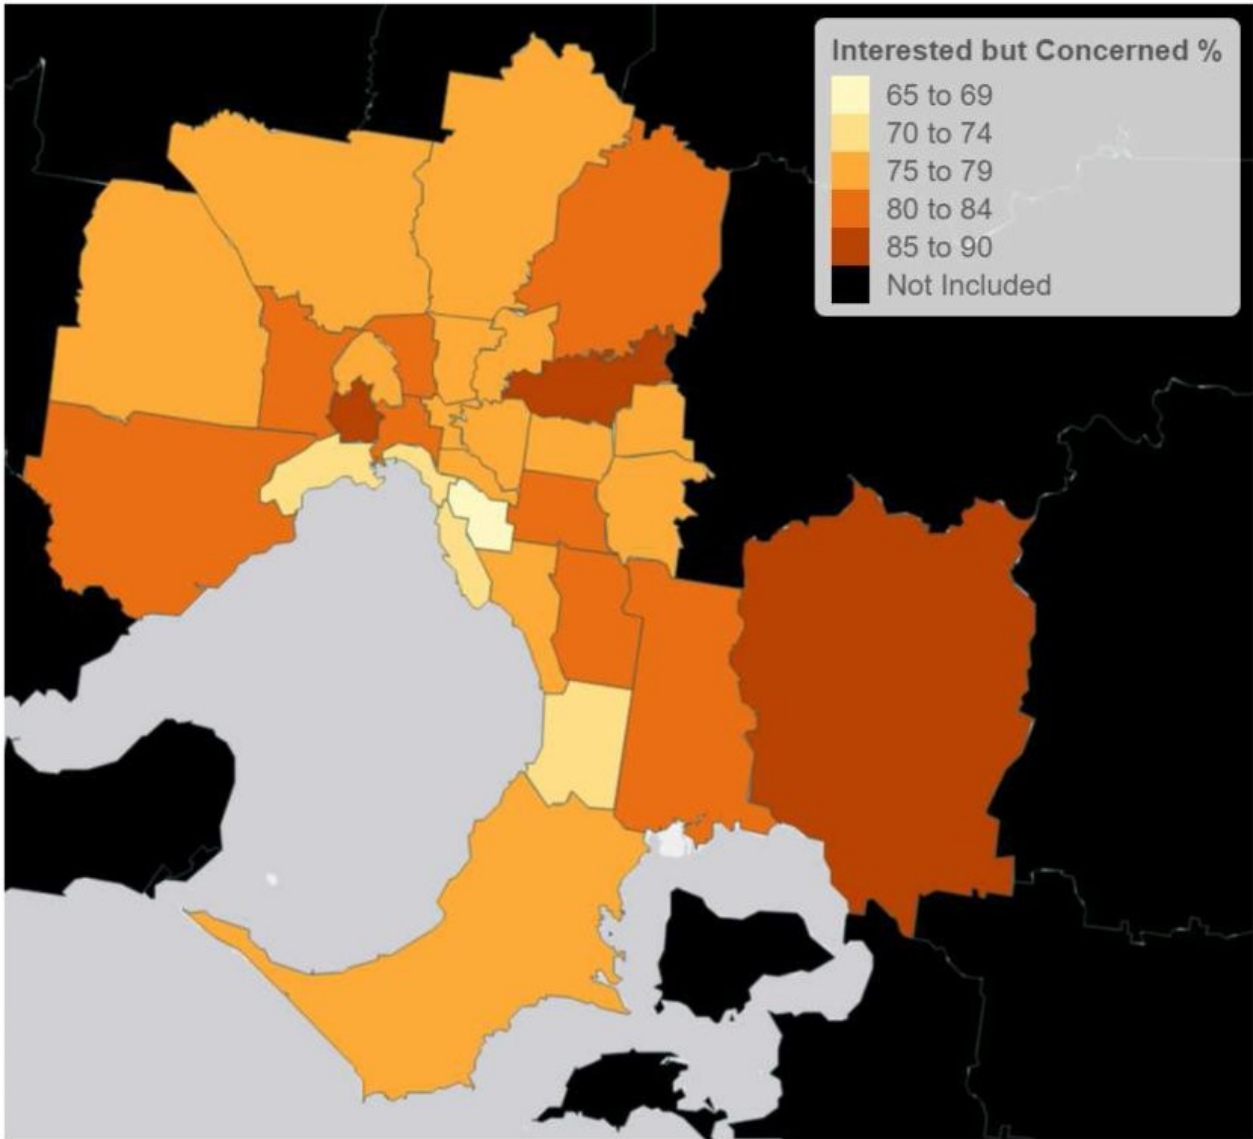 Interested but Concerned %
65 to 69
70 to 74
75 to 79
80 to 84
85 to 90
Not Included